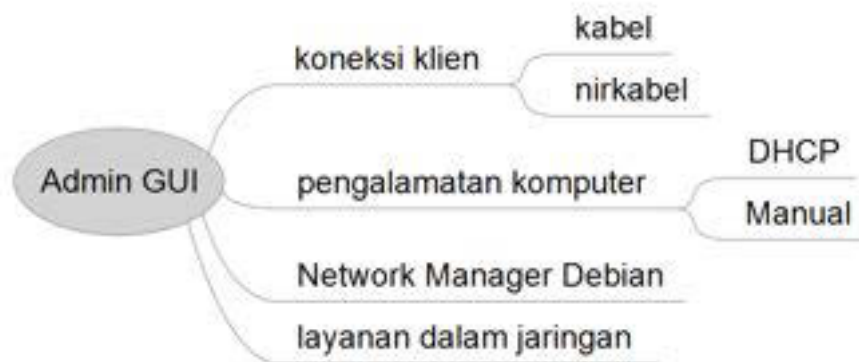 Admin GUI
koneksi klien
kabel
nirkabel
pengalamatan komputer
DHCP
Manual
Network Manager Debian
layanan dalam jaringan